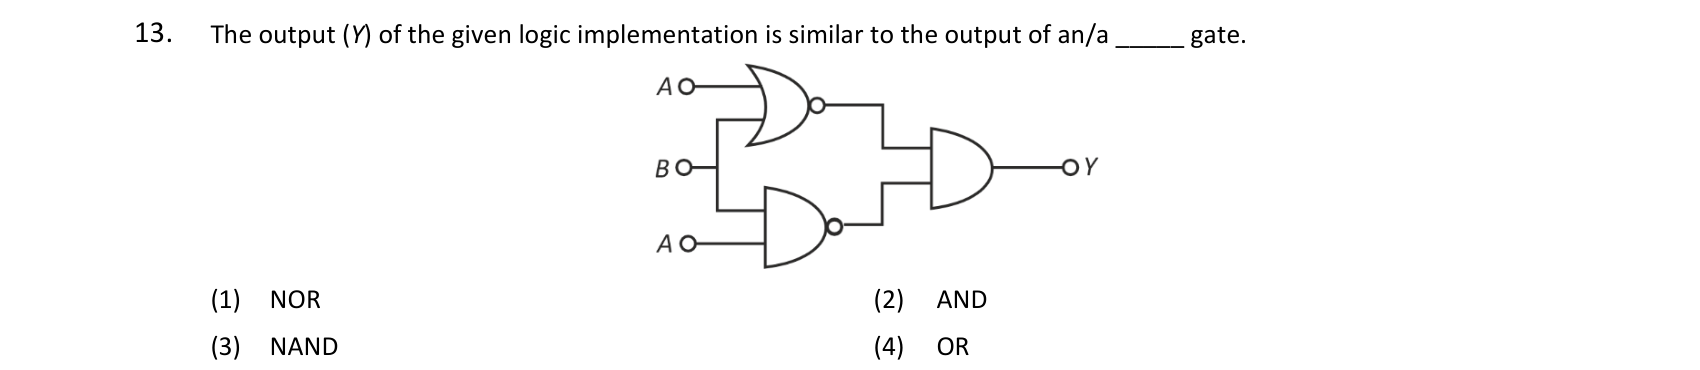 13. The output (Y) of the given logic implementation is similar to the output of an/a _____ gate.
A
B
Y
A
(1) NOR (2) AND
(3) NAND (4) OR